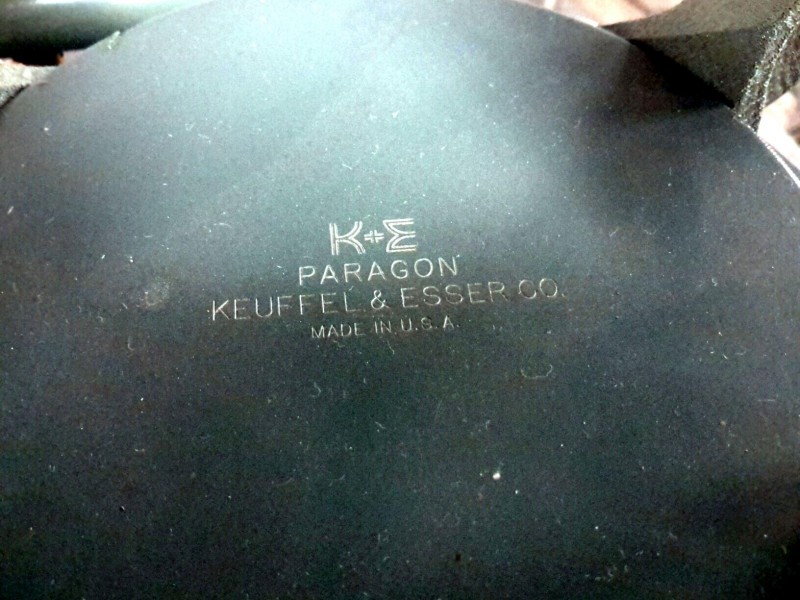 K+E
PARAGON
KEUFFEL & ESSER CO.
MADE IN U.S.A.